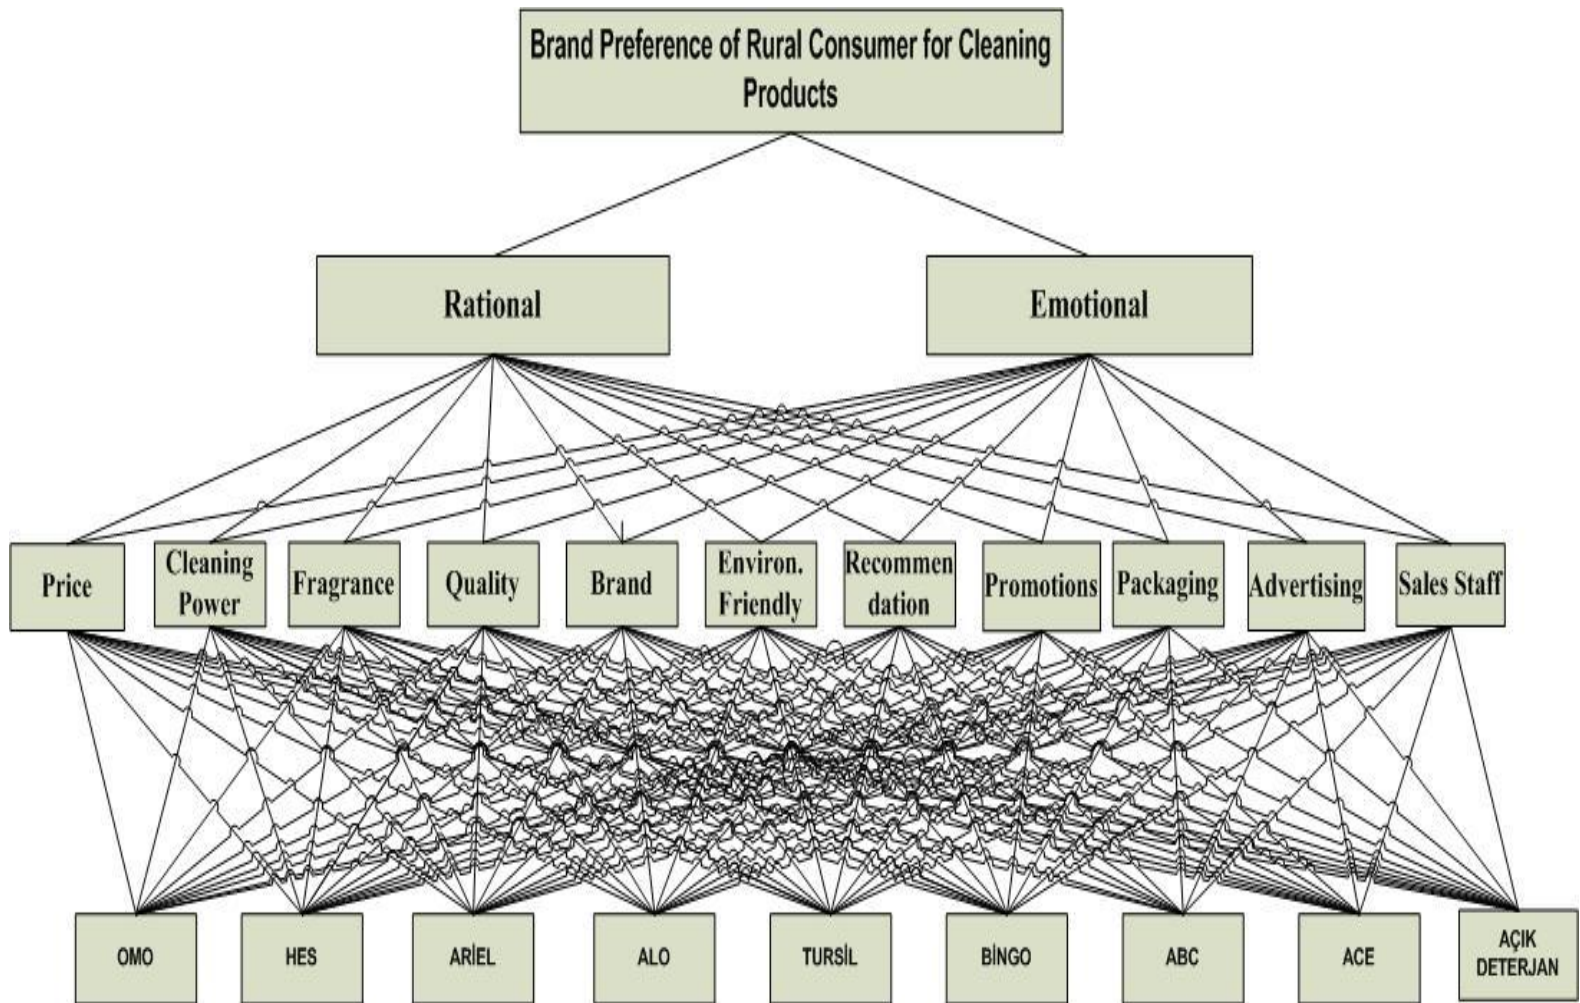 Brand Preference of Rural Consumer for Cleaning
Products
Rational
Emotional
Price
Cleaning
Power
Fragrance
Quality
Brand
Environ.
Friendly
Recommen
dation
Promotions
Packaging
Advertising
Sales Staff
OMO
HES
ARİEL
ALO
TURSİL
BİNGO
ABC
ACE
AÇIK
DETERJAN